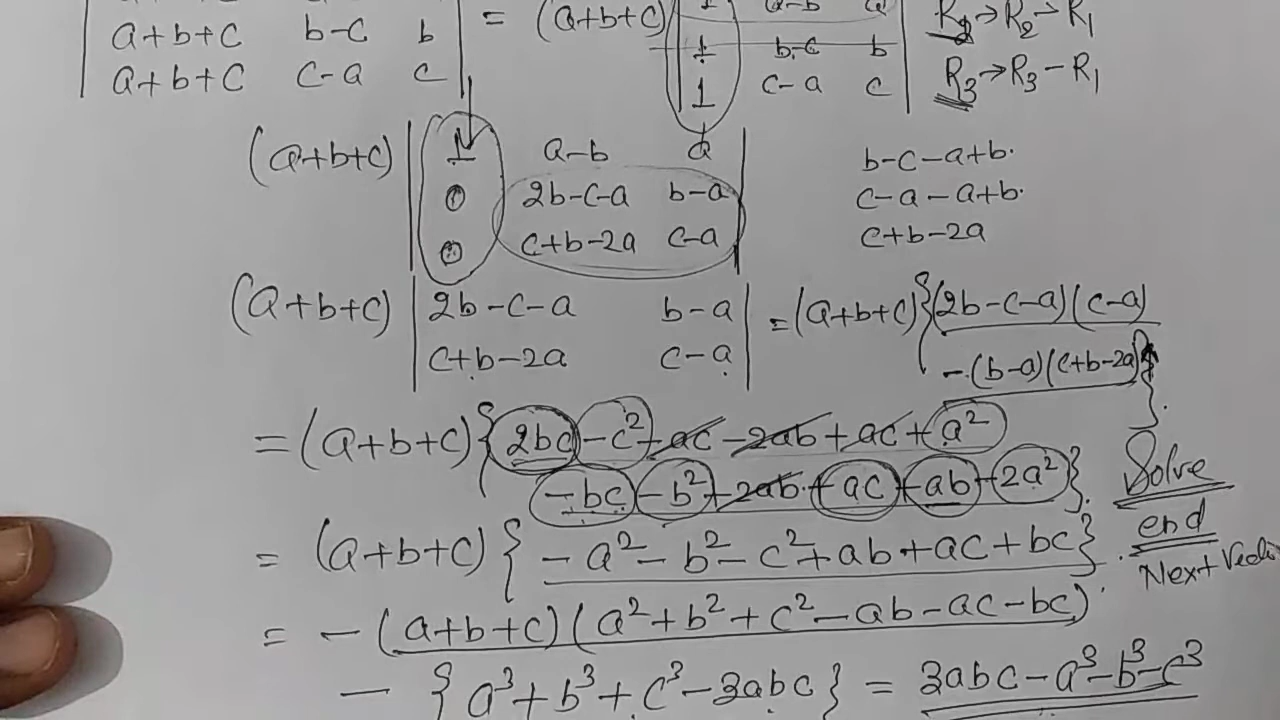 a+b+c b-c b = (a+b+c) 1 a-b a R2→R2-R1
a+b+c c-a c 1 b-c b R3→R3-R1
1 c-a c
(a+b+c) 1 a-b a b-c-a+b
0 2b-c-a b-a c-a-a+b
0 c+b-2a c-a c+b-2a
(a+b+c) 2b-c-a b-a = (a+b+c){(2b-c-a)(c-a)
c+b-2a c-a -(b-a)(c+b-2a)}
=(a+b+c){2bc-c²-ac-2ab+ac+a²
-bc-b²+2ab+ac+ab-2a²} Solve
= (a+b+c){-a²-b²-c²+ab+ac+bc} end
Next
= -(a+b+c)(a²+b²+c²-ab-ac-bc)
- {a³+b³+c³-3abc} = 3abc-a³-b³-c³